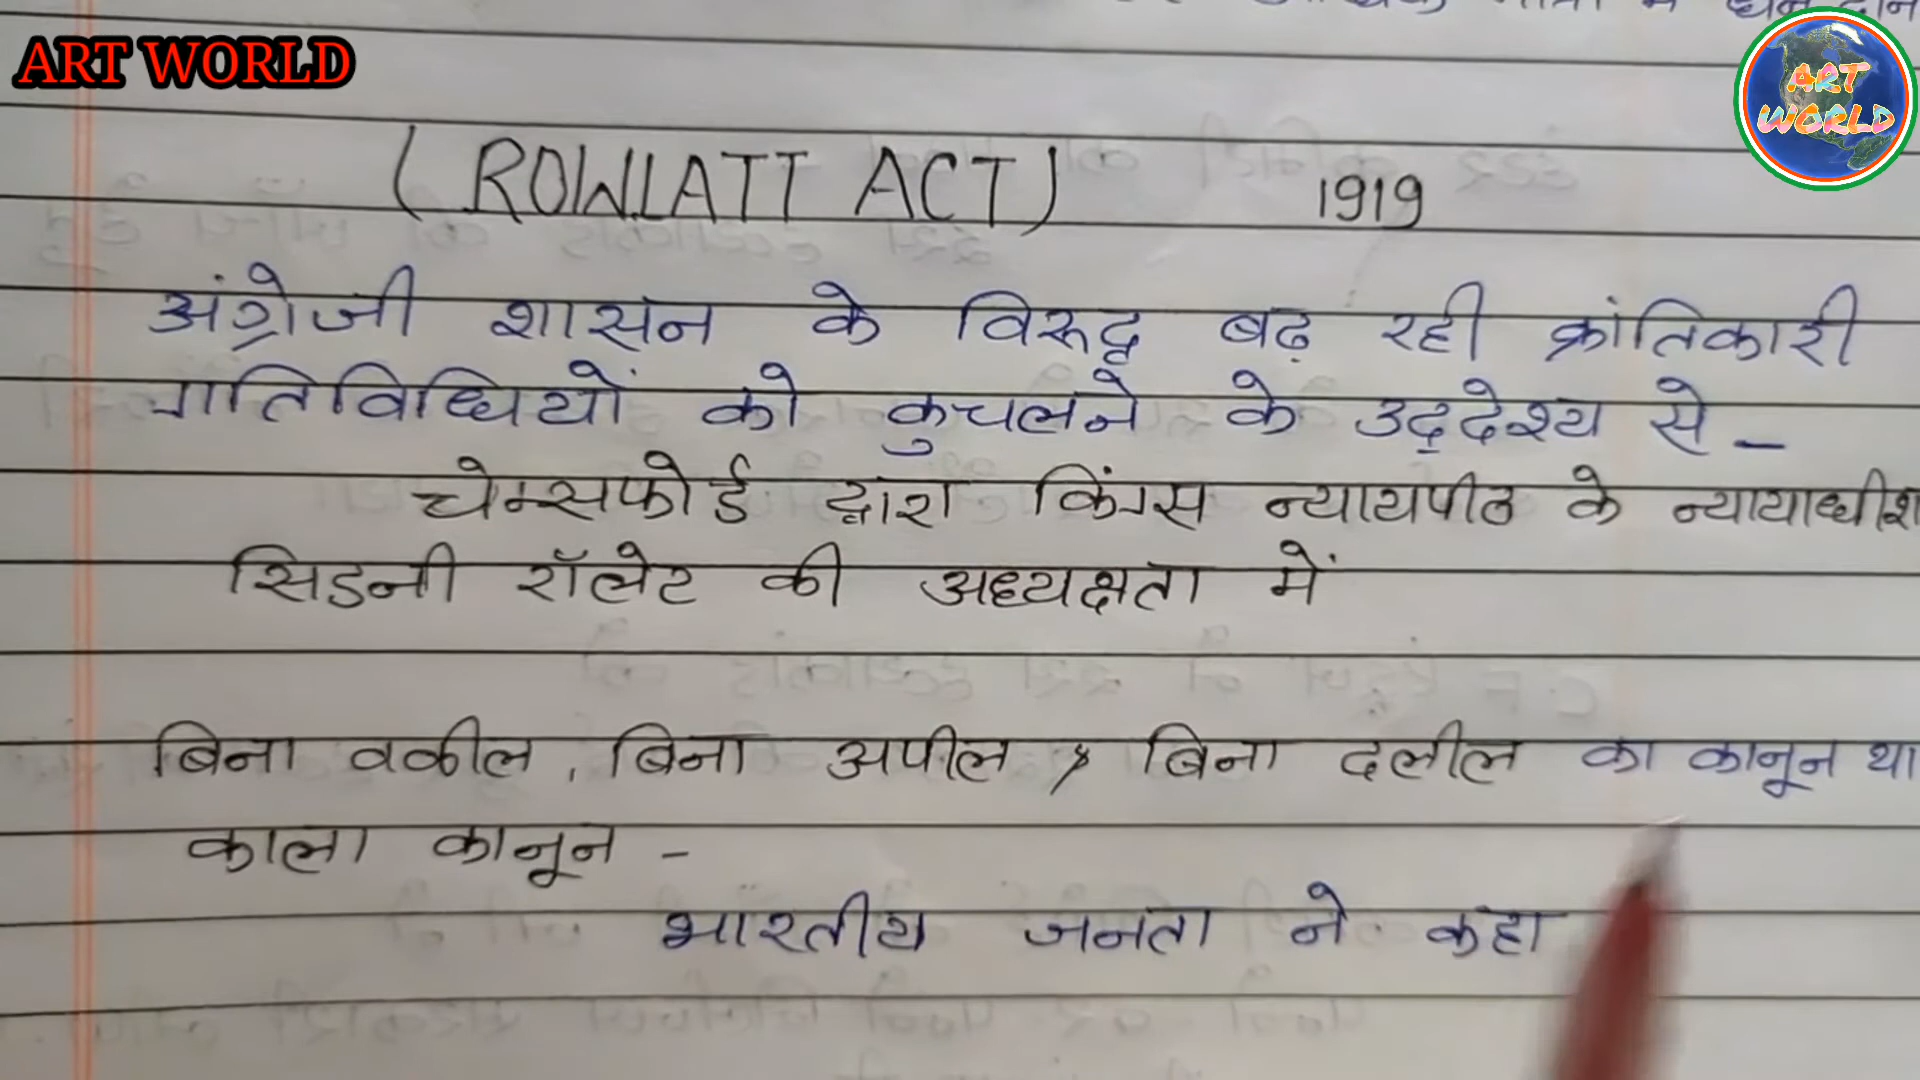 ART WORLD
ART
WORLD
(ROWLATT ACT) 1919
अंग्रेजी शासन के विरूद्ध बढ़ रही क्रांतिकारी
गतिविधियों को कुचलने के उद्देश्य से -
चेम्सफोर्ड द्वारा किंग्स न्यायपीठ के न्यायाधीश
सिडनी रॉलेट की अध्यक्षता में
बिना वकील, बिना अपील, बिना दलील का कानून था
काला कानून -
भारतीय जनता ने कहा